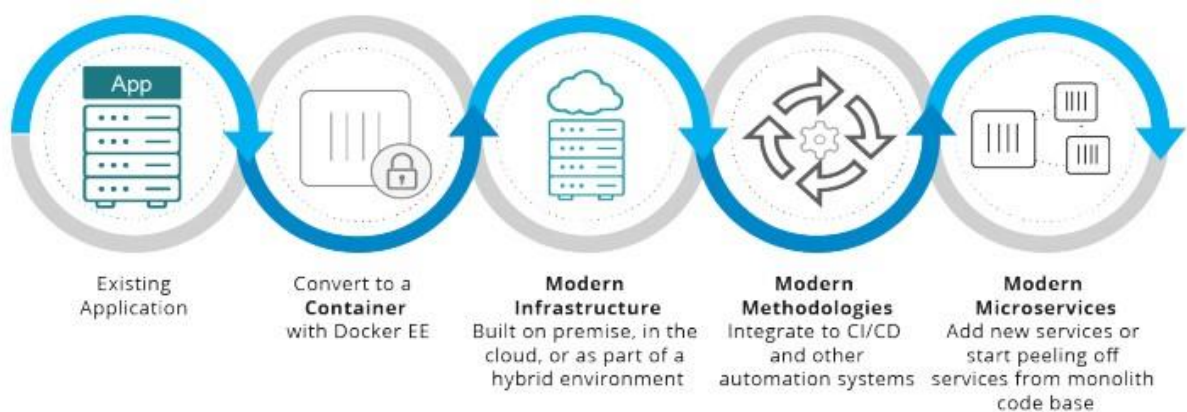 App
Existing
Application
Convert to a
Container
with Docker EE
Modern
Infrastructure
Built on premise, in the
cloud, or as part of a
hybrid environment
Modern
Methodologies
Integrate to CI/CD
and other
automation systems
Modern
Microservices
Add new services or
start peeling off
services from monolith
code base